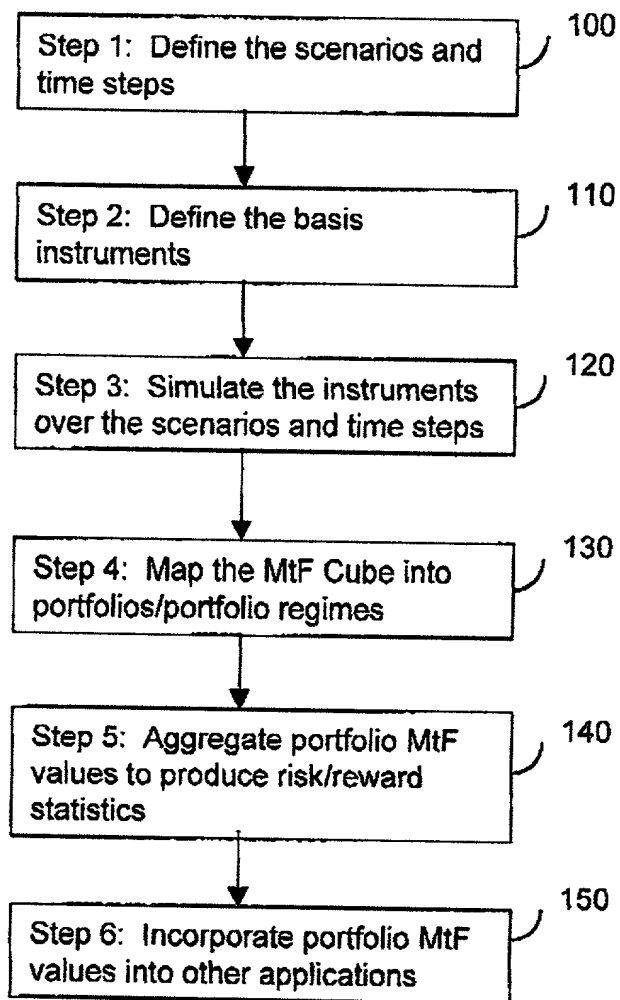 Step 1: Define the scenarios and
time steps
100
Step 2: Define the basis
instruments
110
Step 3: Simulate the instruments
over the scenarios and time steps
120
Step 4: Map the MtF Cube into
portfolios/portfolio regimes
130
Step 5: Aggregate portfolio MtF
values to produce risk/reward
statistics
140
Step 6: Incorporate portfolio MtF
values into other applications
150